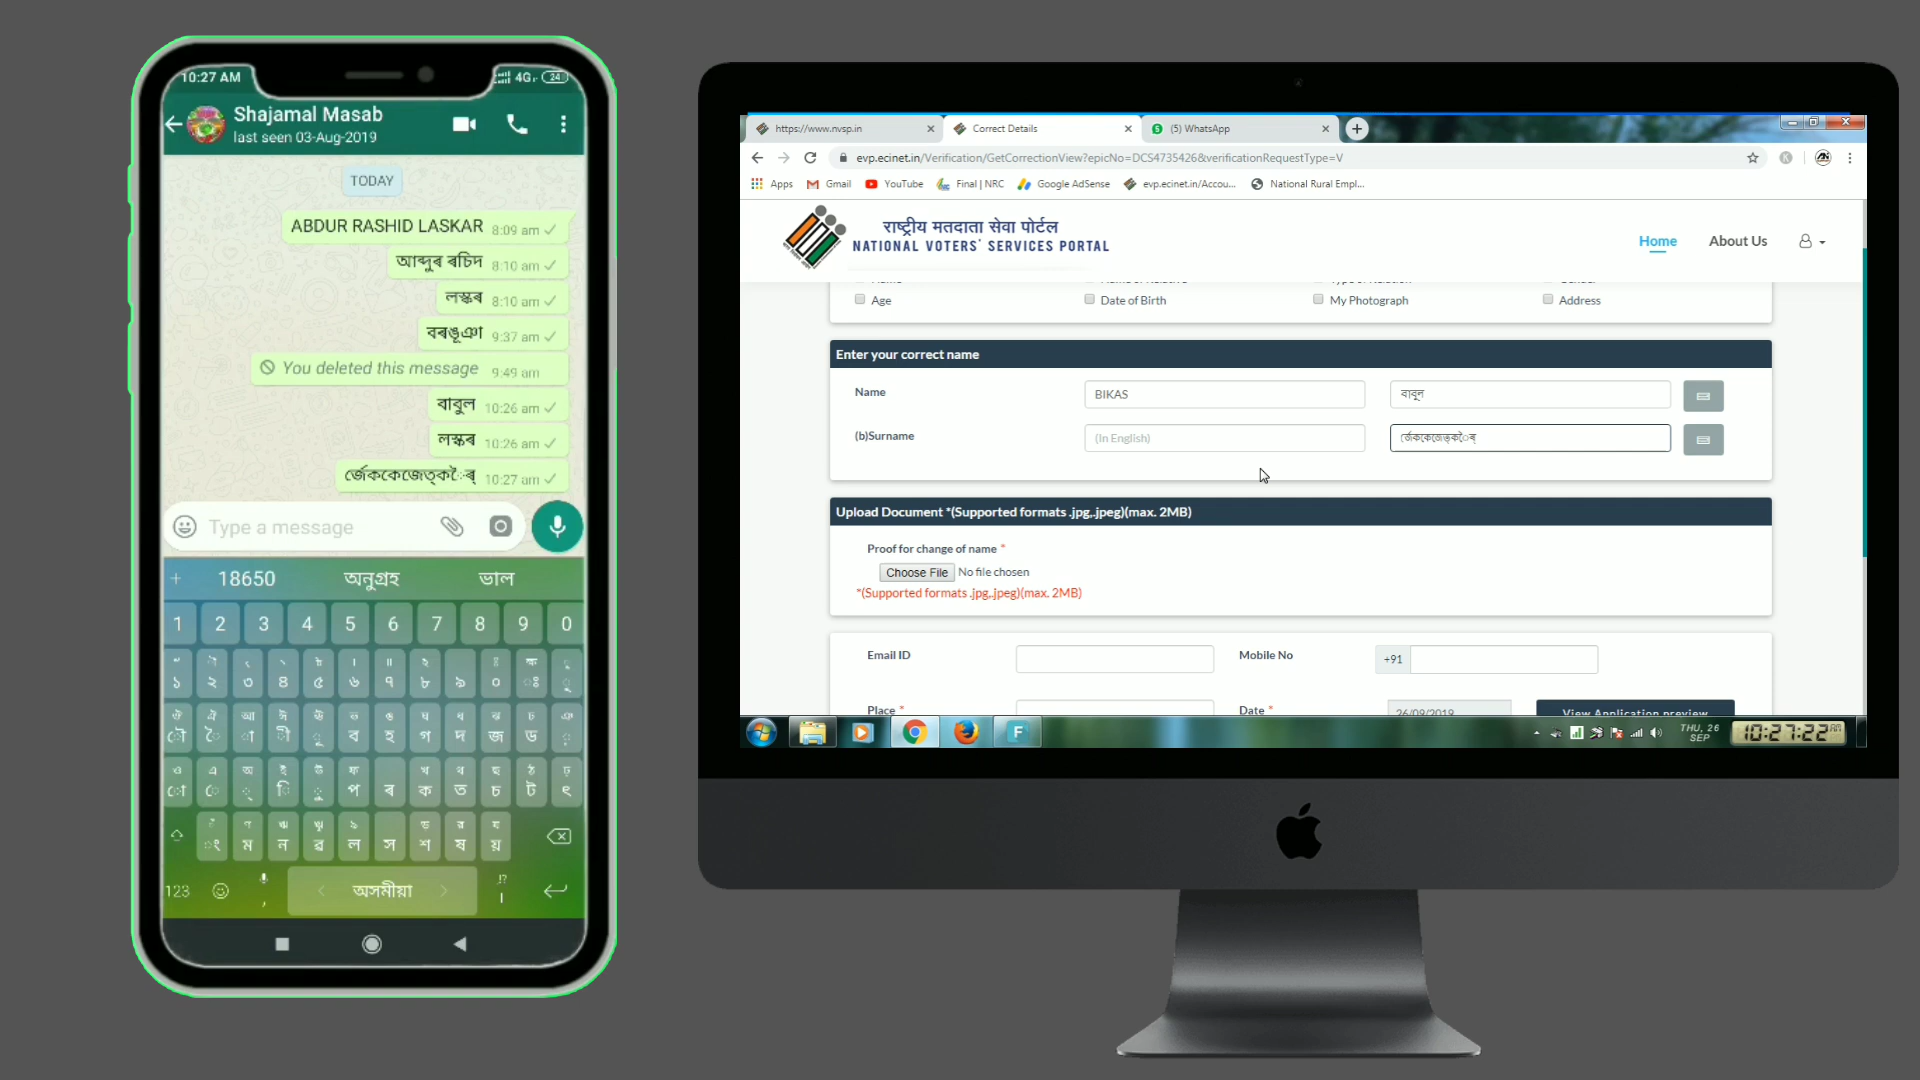 10:27 AM
4G 24
Shajamal Masab
last seen 03-Aug-2019
TODAY
ABDUR RASHID LASKAR 8:09 am
আব্দুৰ ৰচিদ 8:10 am
লস্কৰ 8:10 am
You deleted this message 9:49 am
বাবুল 10:26 am
লস্কৰ 10:26 am
10:27 am
Type a message
18650 অনুগ্ৰহ ভাল
1 2 3 4 5 6 7 8 9 0
123 অসমীয়া
https://www.nvsp.in
Correct Details
(5) WhatsApp
evp.ecinet.in/Verification/GetCorrectionView?epicNo=DCS4735426&verificationRequestType=V
Apps Gmail YouTube Final | NRC Google AdSense evp.ecinet.in/Accou... National Rural Empl...
राष्ट्रीय मतदाता सेवा पोर्टल
NATIONAL VOTERS' SERVICES PORTAL
Home About Us
Age Date of Birth My Photograph Address
Enter your correct name
Name BIKAS বাবুল
(b)Surname (In English)
Upload Document *(Supported formats .jpg,.jpeg)(max. 2MB)
Proof for change of name *
Choose File No file chosen
*(Supported formats .jpg,.jpeg)(max. 2MB)
Email ID Mobile No +91
Place * Date * 26/09/2019 View Application preview
THU, 26
SEP
10:27:22 AM